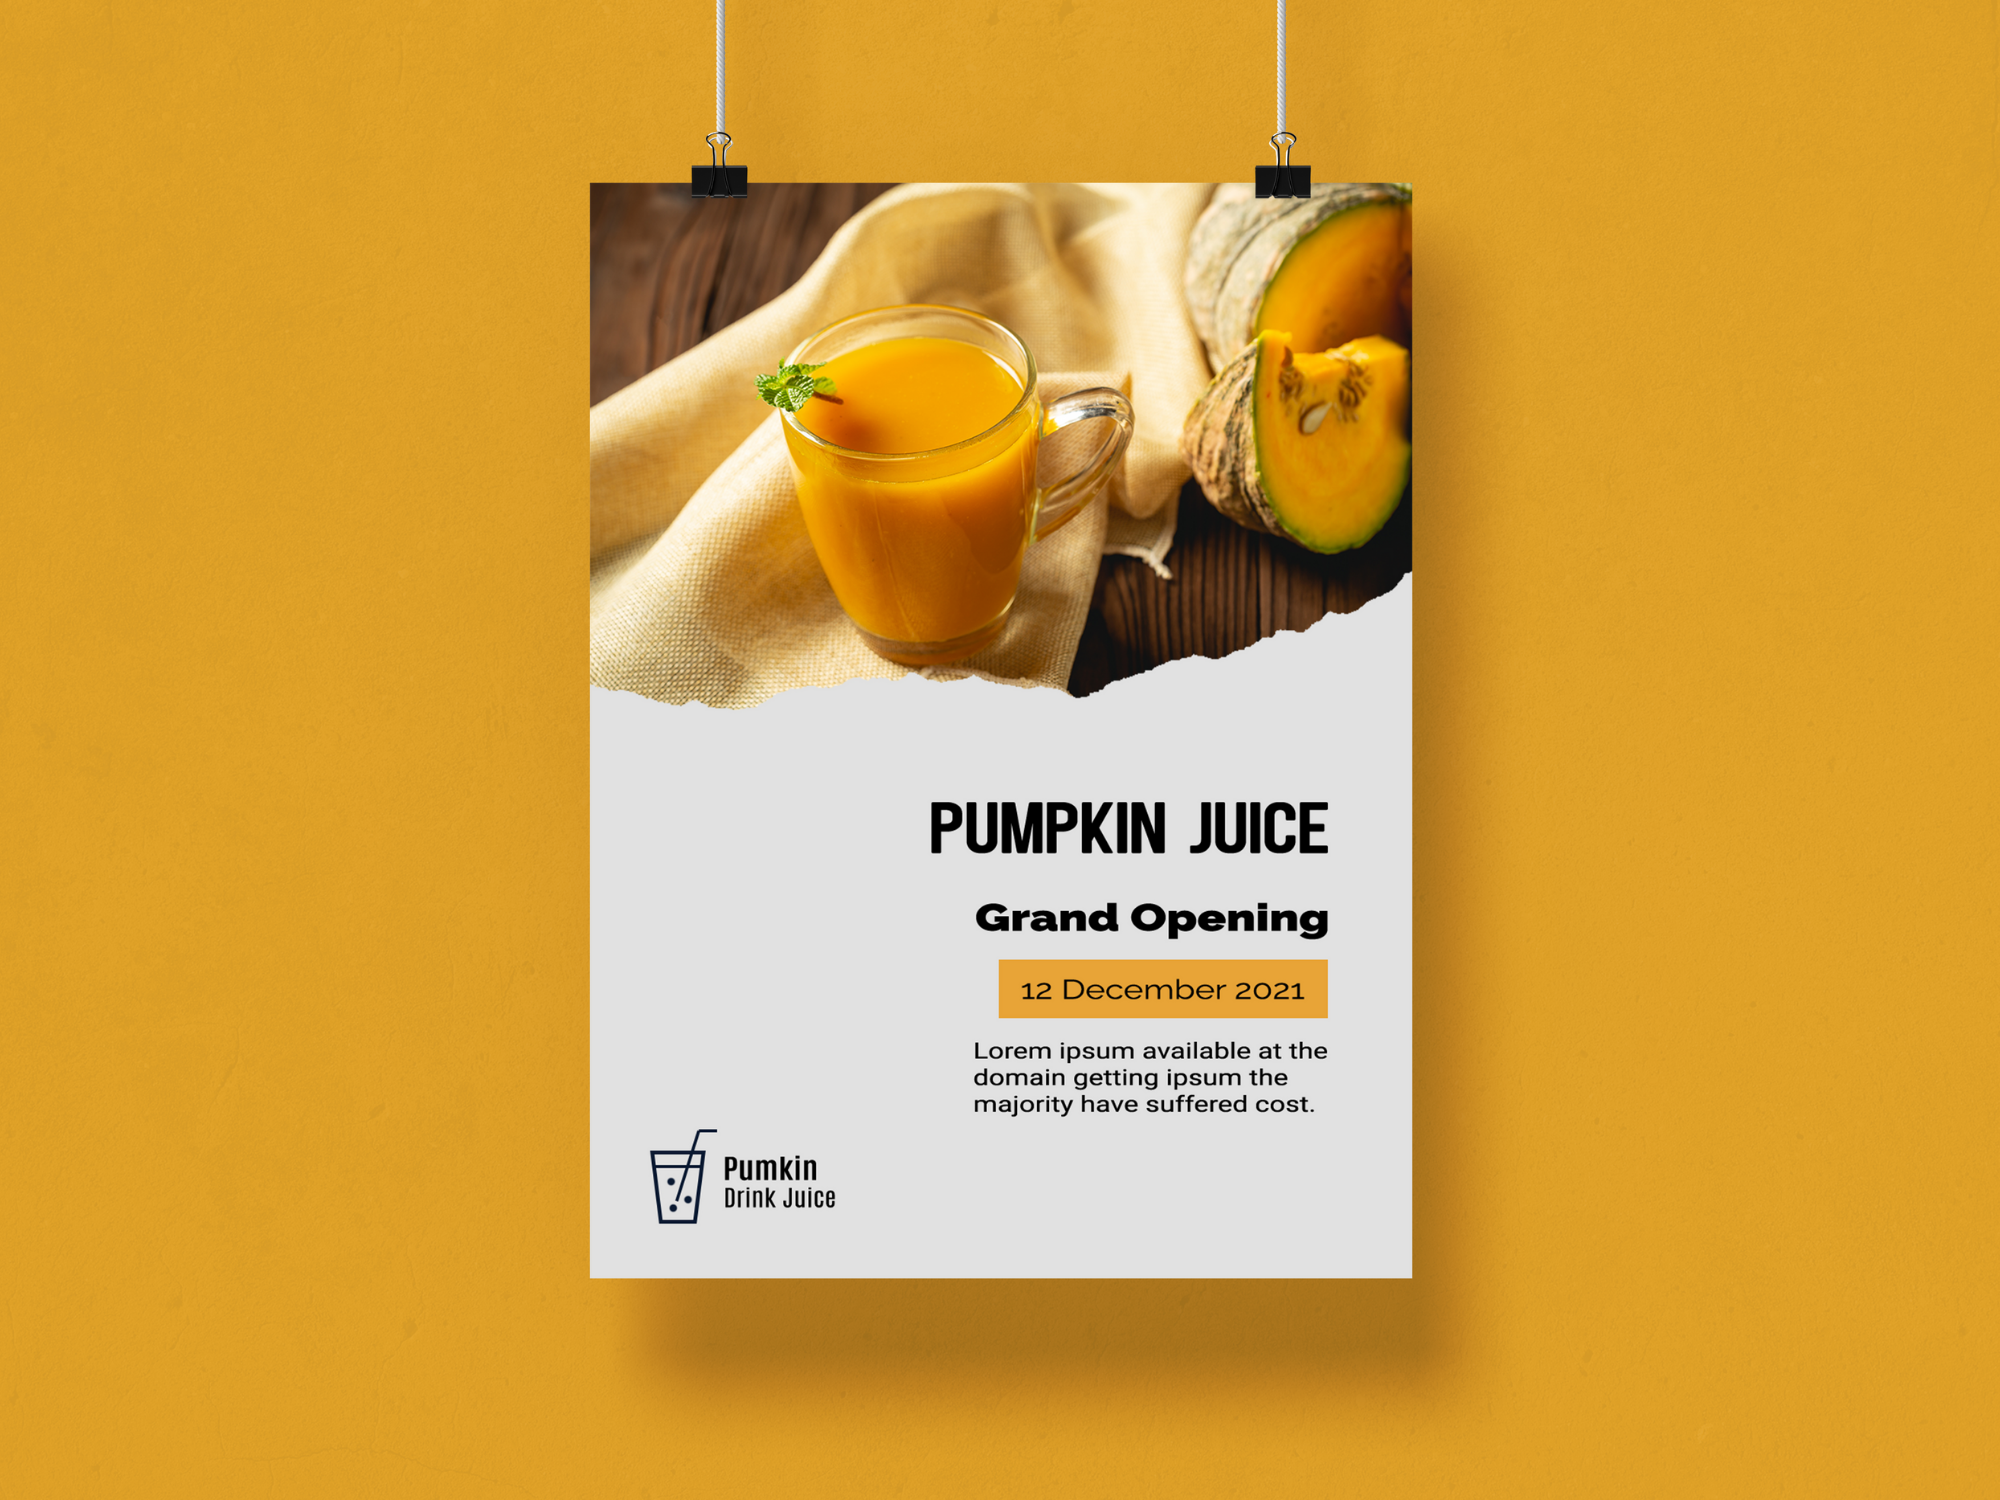 PUMPKIN JUICE
Grand Opening
12 December 2021
Lorem ipsum available at the
domain getting ipsum the
majority have suffered cost.
Pumkin
Drink Juice